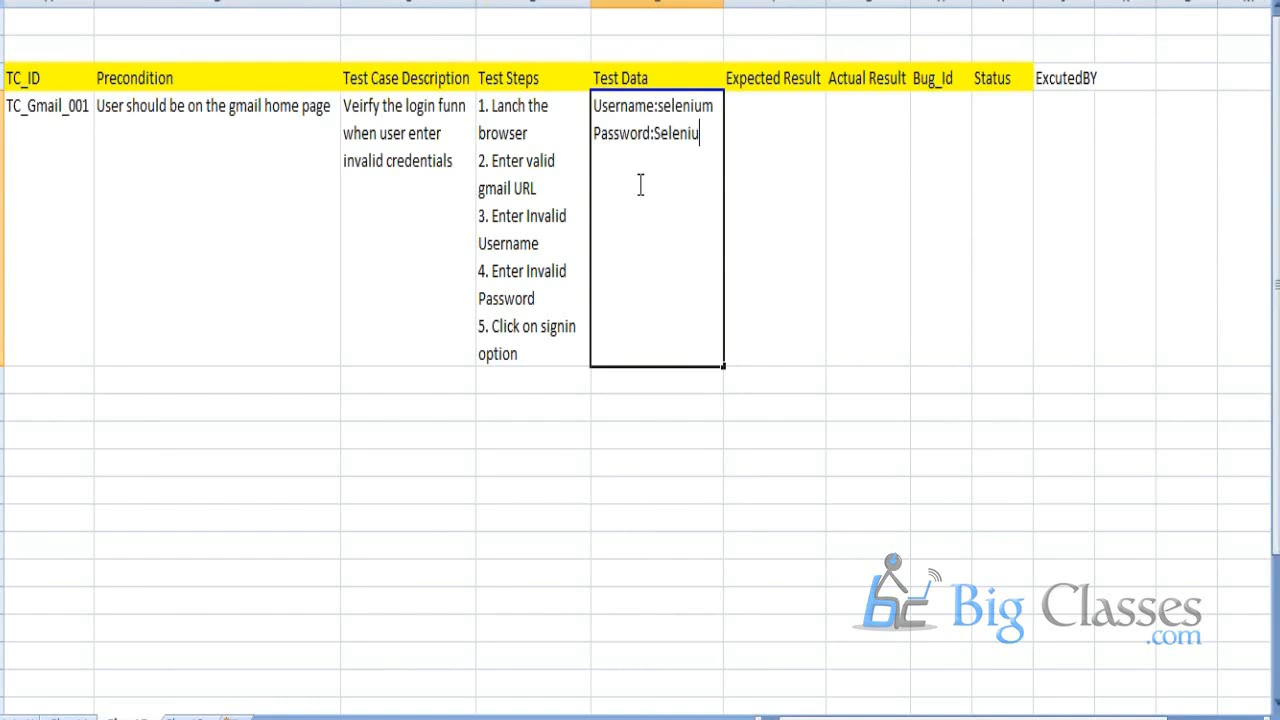 TC_ID Precondition Test Case Description Test Steps Test Data Expected Result Actual Result Bug_Id Status ExcutedBY
TC_Gmail_001 User should be on the gmail home page
Veirfy the login funn
when user enter
invalid credentials
1. Lanch the
browser
2. Enter valid
gmail URL
3. Enter Invalid
Username
4. Enter Invalid
Password
5. Click on signin
option
Username:selenium
Password:Seleniu
bc Big Classes
.com